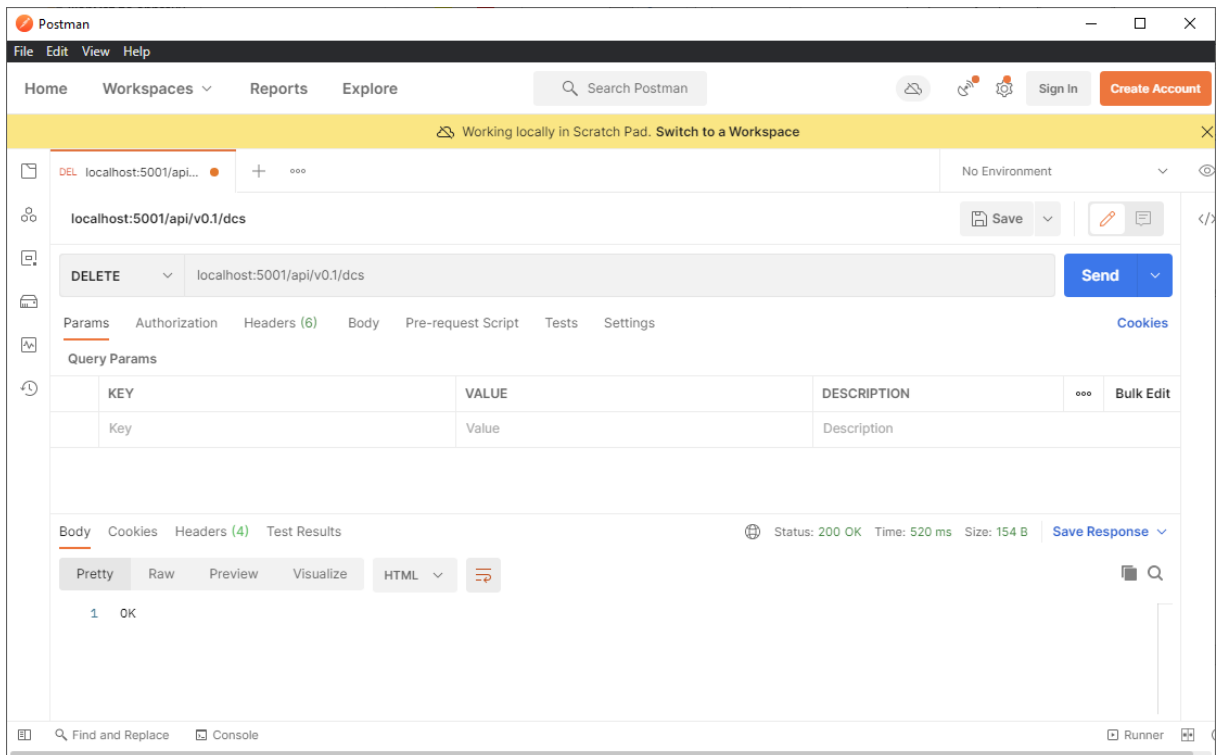 Postman
File Edit View Help
Home Workspaces Reports Explore Search Postman Sign In Create Account
Working locally in Scratch Pad. Switch to a Workspace
DEL localhost:5001/api... No Environment
localhost:5001/api/v0.1/dcs Save
DELETE localhost:5001/api/v0.1/dcs Send
Params Authorization Headers (6) Body Pre-request Script Tests Settings Cookies
Query Params
KEY VALUE DESCRIPTION Bulk Edit
Key Value Description
Body Cookies Headers (4) Test Results Status: 200 OK Time: 520 ms Size: 154 B Save Response
Pretty Raw Preview Visualize HTML
1 OK
Find and Replace Console Runner